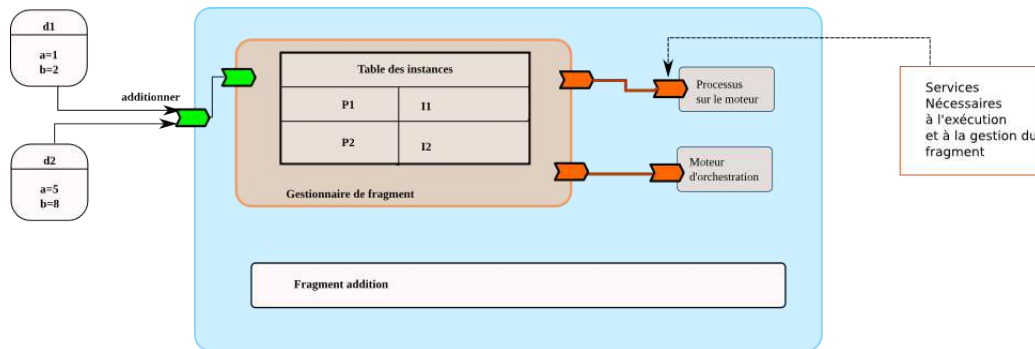 d1
a=1
b=2
additionner
d2
a=5
b=8
Table des instances
P1
I1
P2
I2
Gestionnaire de fragment
Processus
sur le moteur
Moteur
d'orchestration
Fragment addition
Services
Nécessaires
à l'exécution
et à la gestion du
fragment